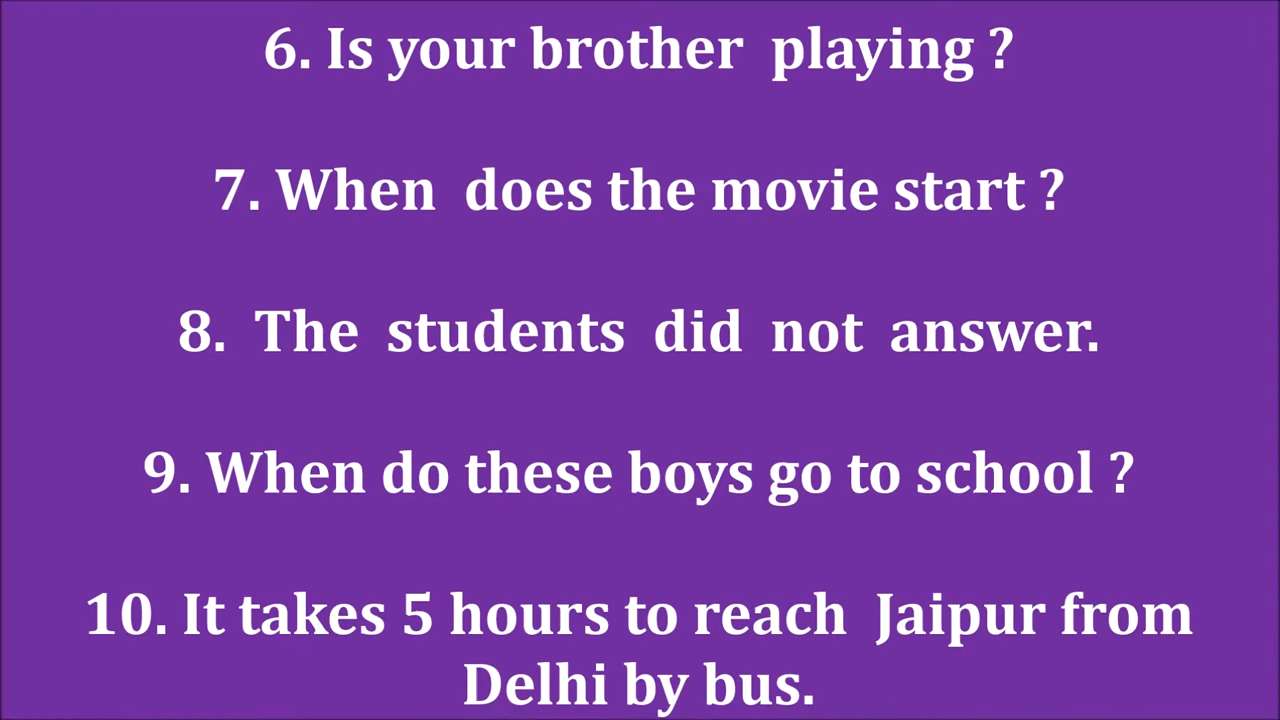 6. Is your brother playing ?
7. When does the movie start ?
8. The students did not answer.
9. When do these boys go to school ?
10. It takes 5 hours to reach Jaipur from
Delhi by bus.